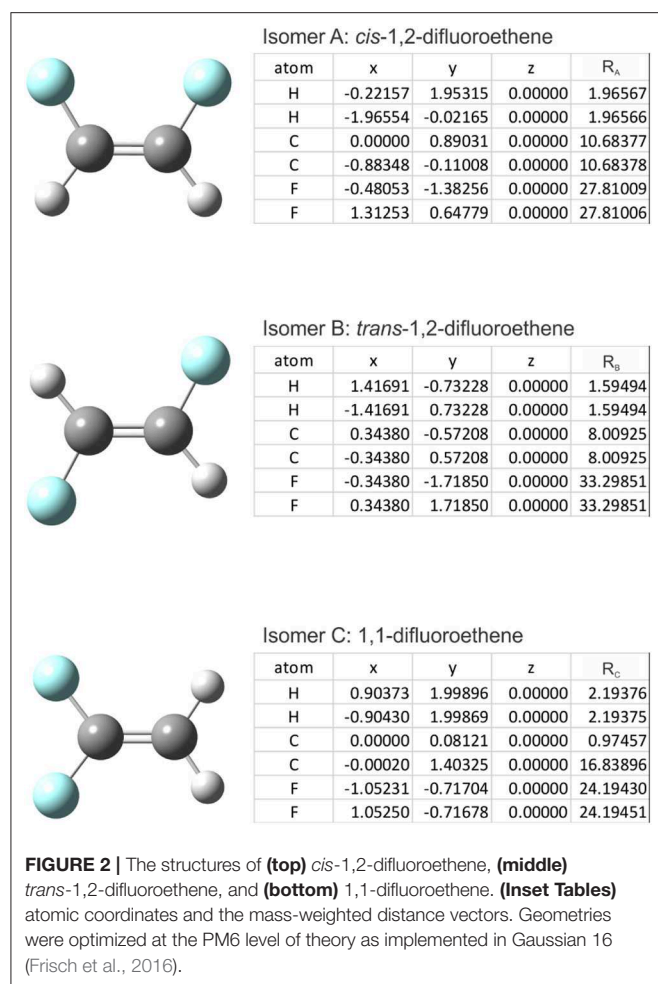 Isomer A: cis-1,2-difluoroethene
atom x y z R_A
H -0.22157 1.95315 0.00000 1.96567
H -1.96554 -0.02165 0.00000 1.96566
C 0.00000 0.89031 0.00000 10.68377
C -0.88348 -0.11008 0.00000 10.68378
F -0.48053 -1.38256 0.00000 27.81009
F 1.31253 0.64779 0.00000 27.81006
Isomer B: trans-1,2-difluoroethene
atom x y z R_B
H 1.41691 -0.73228 0.00000 1.59494
H -1.41691 0.73228 0.00000 1.59494
C 0.34380 -0.57208 0.00000 8.00925
C -0.34380 0.57208 0.00000 8.00925
F -0.34380 -1.71850 0.00000 33.29851
F 0.34380 1.71850 0.00000 33.29851
Isomer C: 1,1-difluoroethene
atom x y z R_C
H 0.90373 1.99896 0.00000 2.19376
H -0.90430 1.99869 0.00000 2.19375
C 0.00000 0.08121 0.00000 0.97457
C -0.00020 1.40325 0.00000 16.83896
F -1.05231 -0.71704 0.00000 24.19430
F 1.05250 -0.71678 0.00000 24.19451
FIGURE 2 | The structures of (top) cis-1,2-difluoroethene, (middle)
trans-1,2-difluoroethene, and (bottom) 1,1-difluoroethene. (Inset Tables)
atomic coordinates and the mass-weighted distance vectors. Geometries
were optimized at the PM6 level of theory as implemented in Gaussian 16
(Frisch et al., 2016).